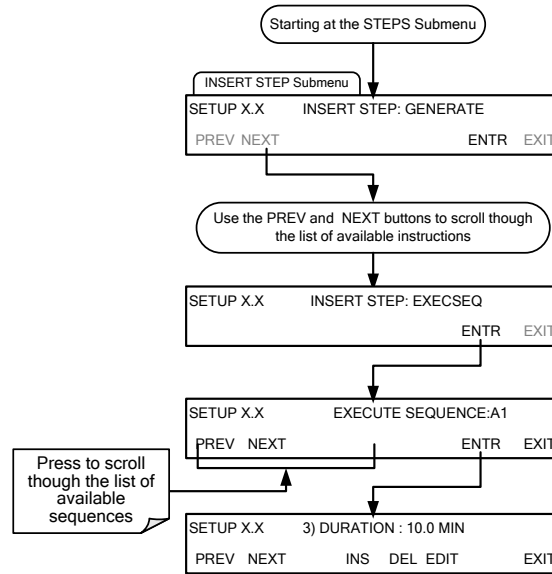 Starting at the STEPS Submenu
INSERT STEP Submenu
SETUP X.X INSERT STEP: GENERATE
PREV NEXT ENTR EXIT
Use the PREV and NEXT buttons to scroll though
the list of available instructions
SETUP X.X INSERT STEP: EXECSEQ
ENTR EXIT
SETUP X.X EXECUTE SEQUENCE:A1
PREV NEXT ENTR EXIT
Press to scroll
though the list of
available
sequences
SETUP X.X 3) DURATION : 10.0 MIN
PREV NEXT INS DEL EDIT EXIT